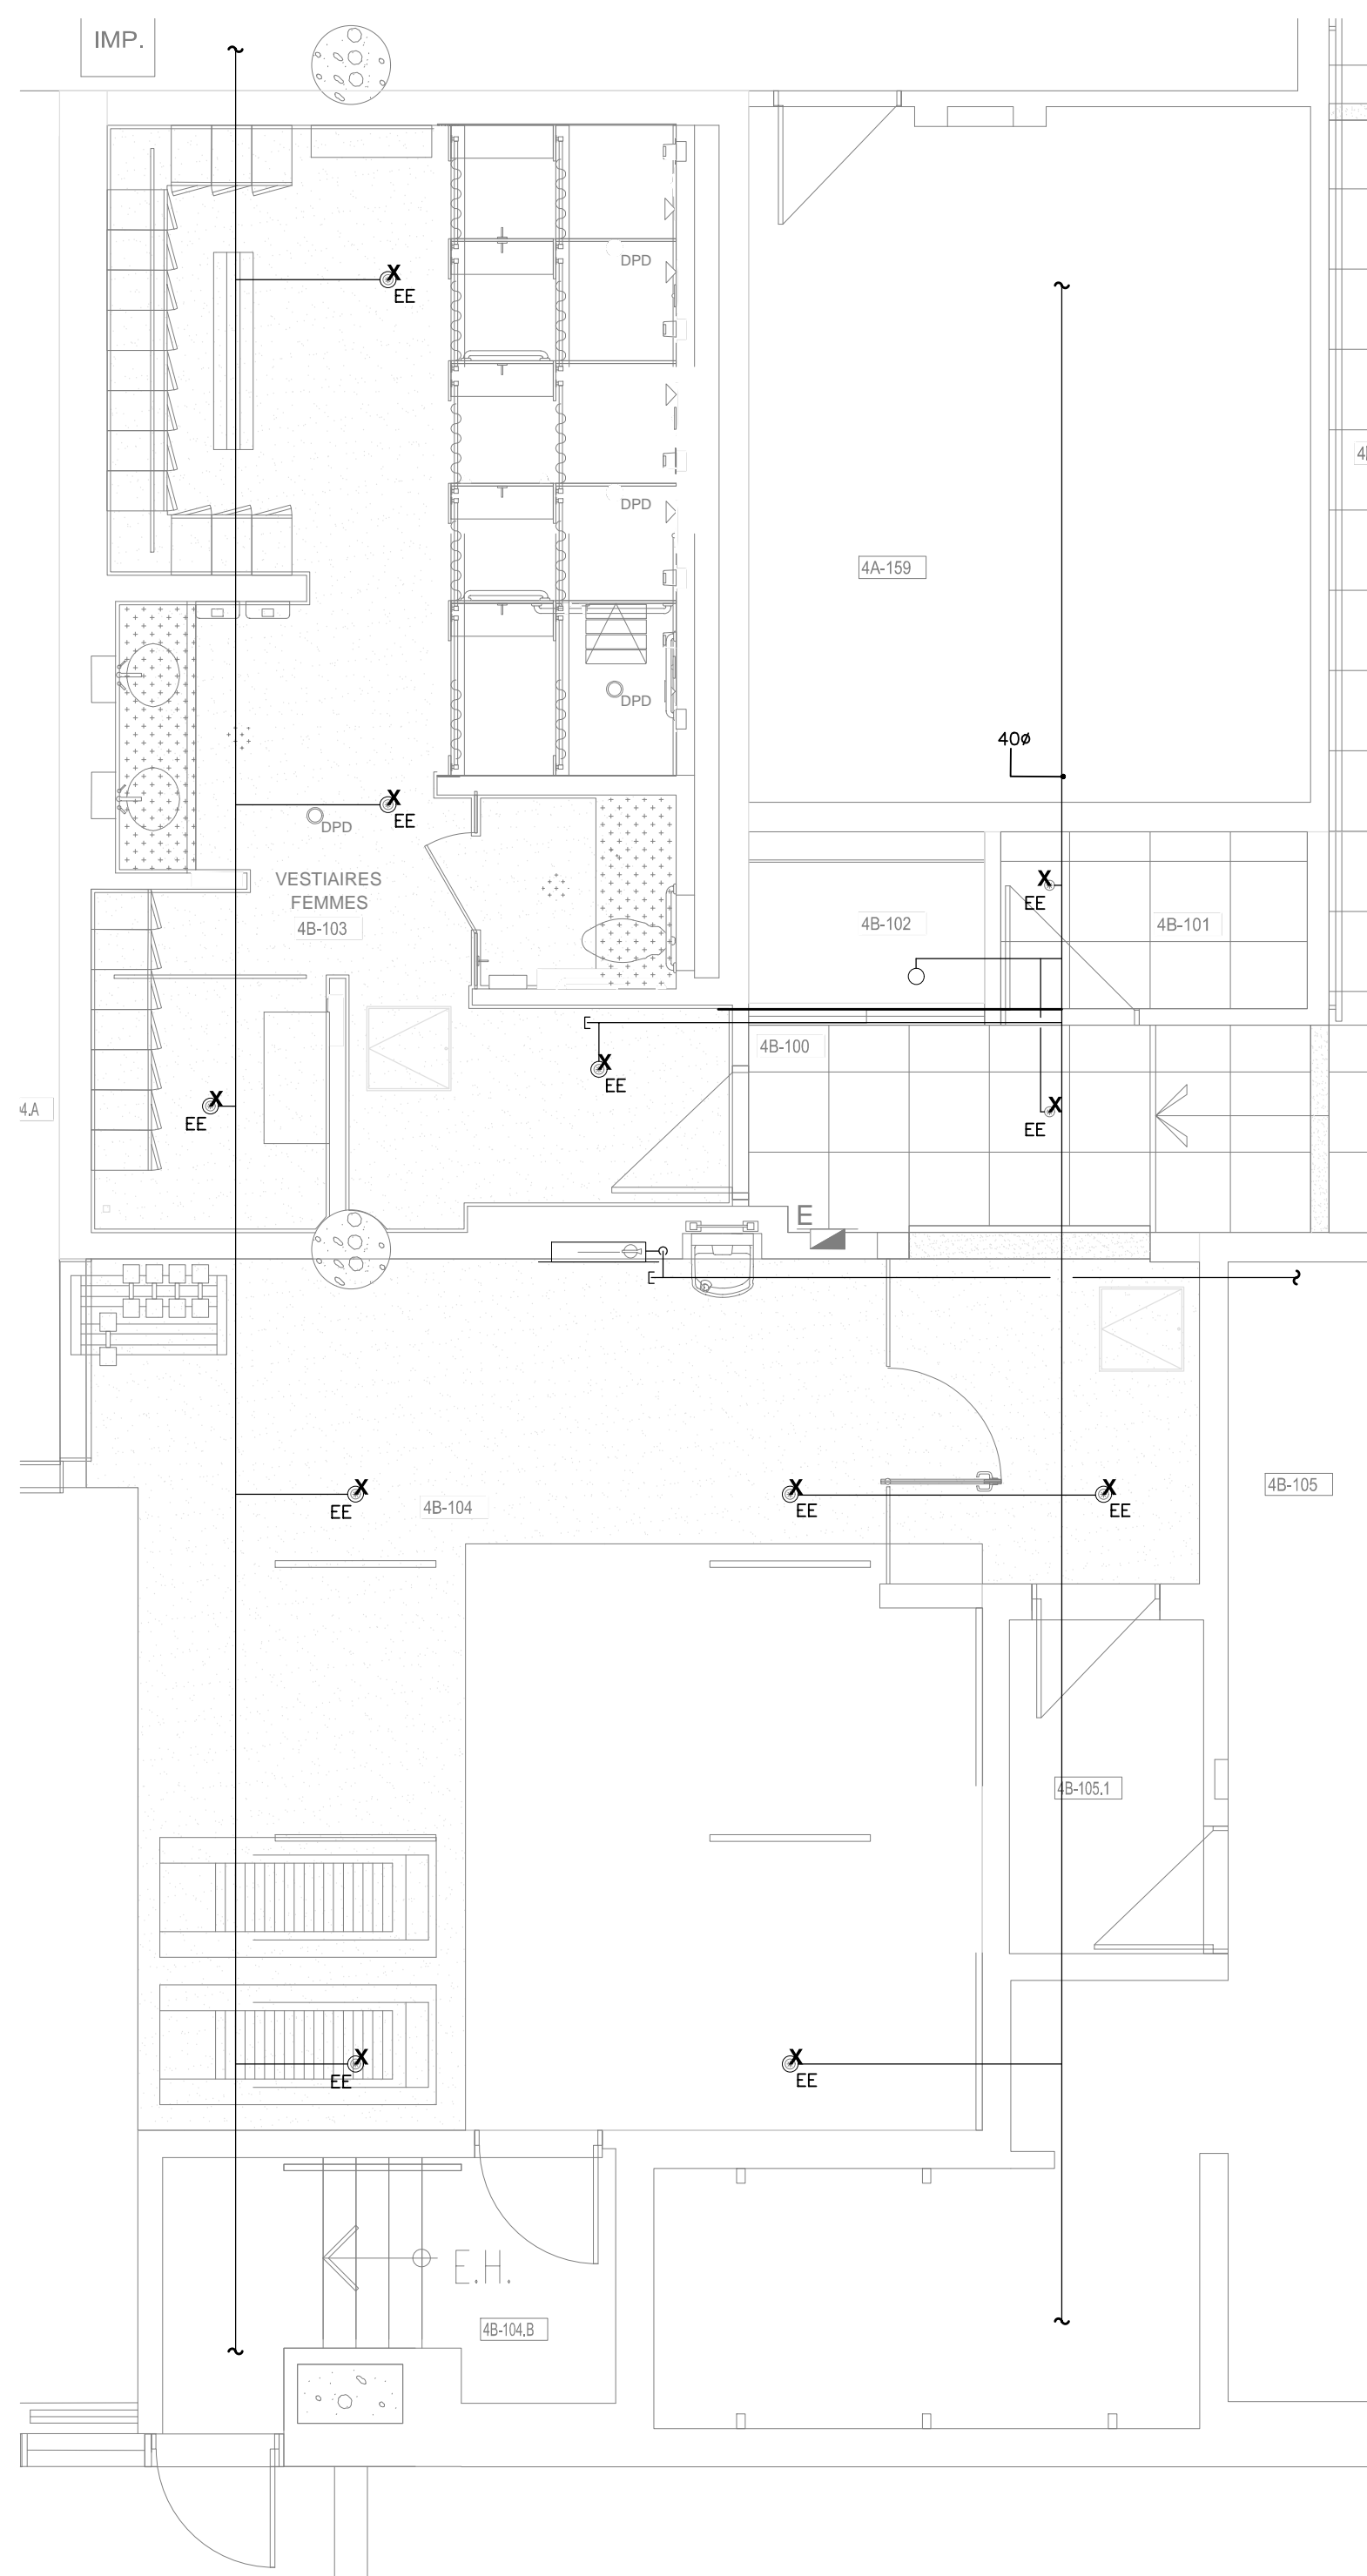 IMP.
X
EE
DPD
DPD
4A-159
DPD
40ø
X
EE
DPD
VESTIAIRES
FEMMES
4B-103
X
EE
4B-102
4B-101
4B-100
X
EE
X
EE
X
EE
4.A
E
X
EE
4B-104
X
EE
X
EE
4B-105
4B-105.1
X
EE
X
EE
E.H.
4B-104.B